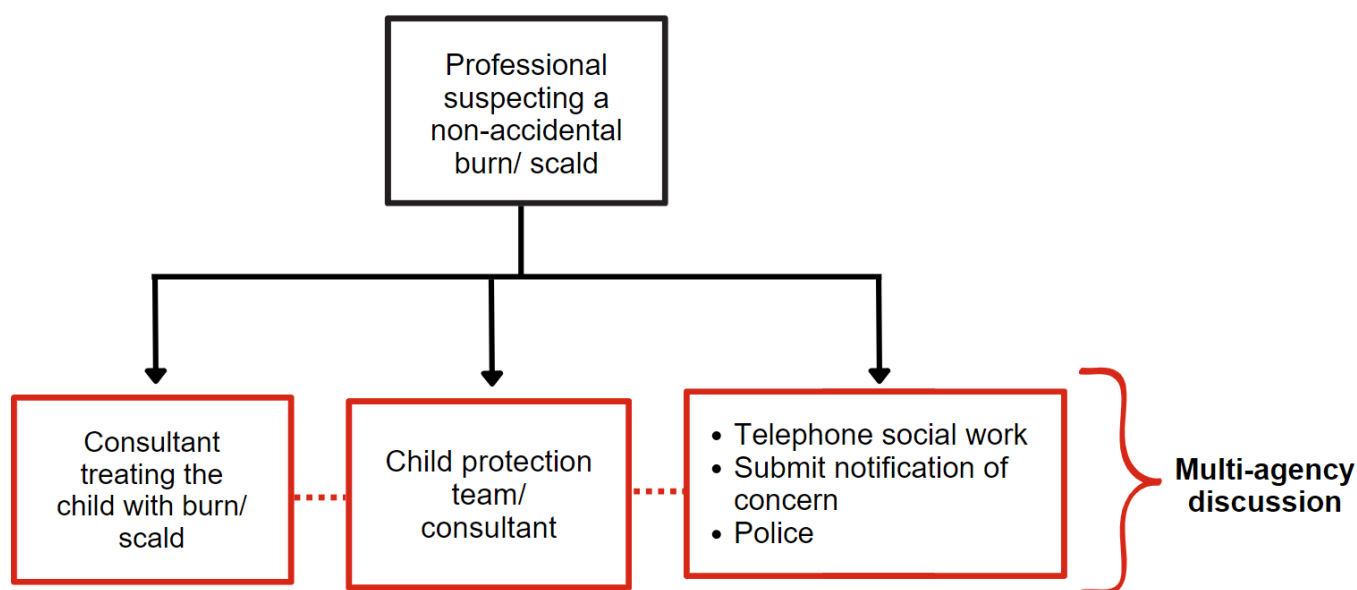 Professional
suspecting a
non-accidental
burn/ scald
Consultant
treating the
child with burn/
scald
Child protection
team/
consultant
• Telephone social work
• Submit notification of
concern
• Police
Multi-agency
discussion